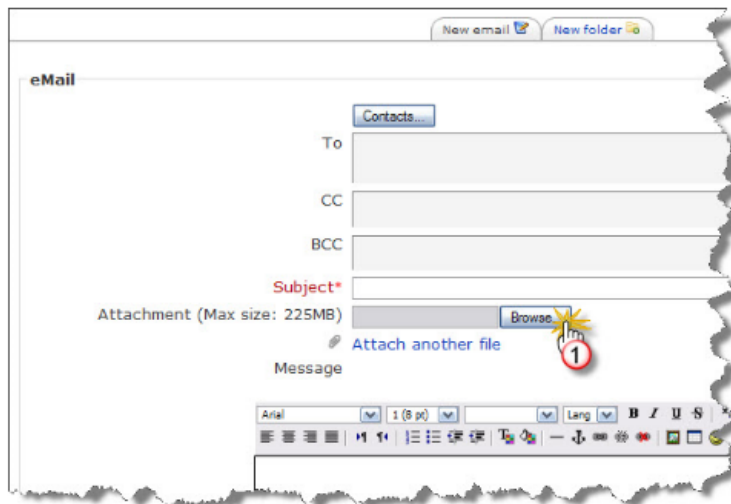 New email New folder
eMail
Contacts...
To
CC
BCC
Subject*
Attachment (Max size: 225MB) Browse...
1
Attach another file
Message
Arial 1 (8 pt) Lang B I U S